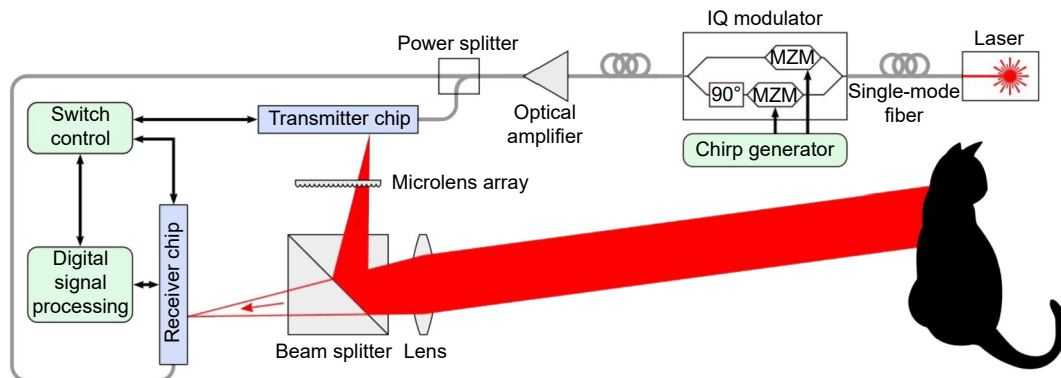 IQ modulator
Power splitter
MZM
Laser
90°
MZM
Optical
amplifier
Single-mode
fiber
Switch
control
Transmitter chip
Chirp generator
Microlens array
Digital
signal
processing
Receiver chip
Beam splitter
Lens